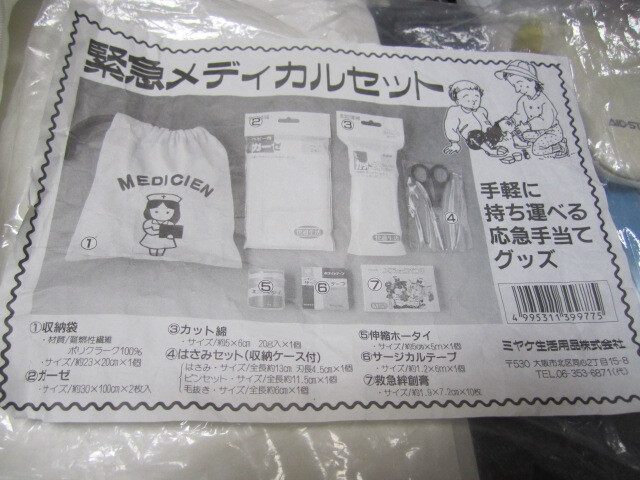 緊急メディカルセット
MEDICIEN
ガーゼ
手軽に
持ち運べる
応急手当て
グッズ
①
②
③
④
⑤
⑥
⑦
4995311399775
①収納袋
・材質/難燃性繊維
ポリクラーク100%
・サイズ/約23×20cm×1個
②ガーゼ
・サイズ/約30×100cm×2枚入
③カット綿
・サイズ/約5×6cm 20g入×1個
④はさみセット(収納ケース付)
はさみ・サイズ/全長約13cm 刃長4.5cm×1個
ピンセット・サイズ/全長約11.5cm×1個
毛抜き・サイズ/全長約8cm×1個
⑤伸縮ホータイ
・サイズ/約5cm×5m×1個
⑥サージカルテープ
・サイズ/約1.2×6m×1個
⑦救急絆創膏
・サイズ/約1.9×7.2cm×10枚
ミヤケ生活用品株式会社
〒530 大阪市北区同心2丁目15-8
TEL.06-353-6871(代)